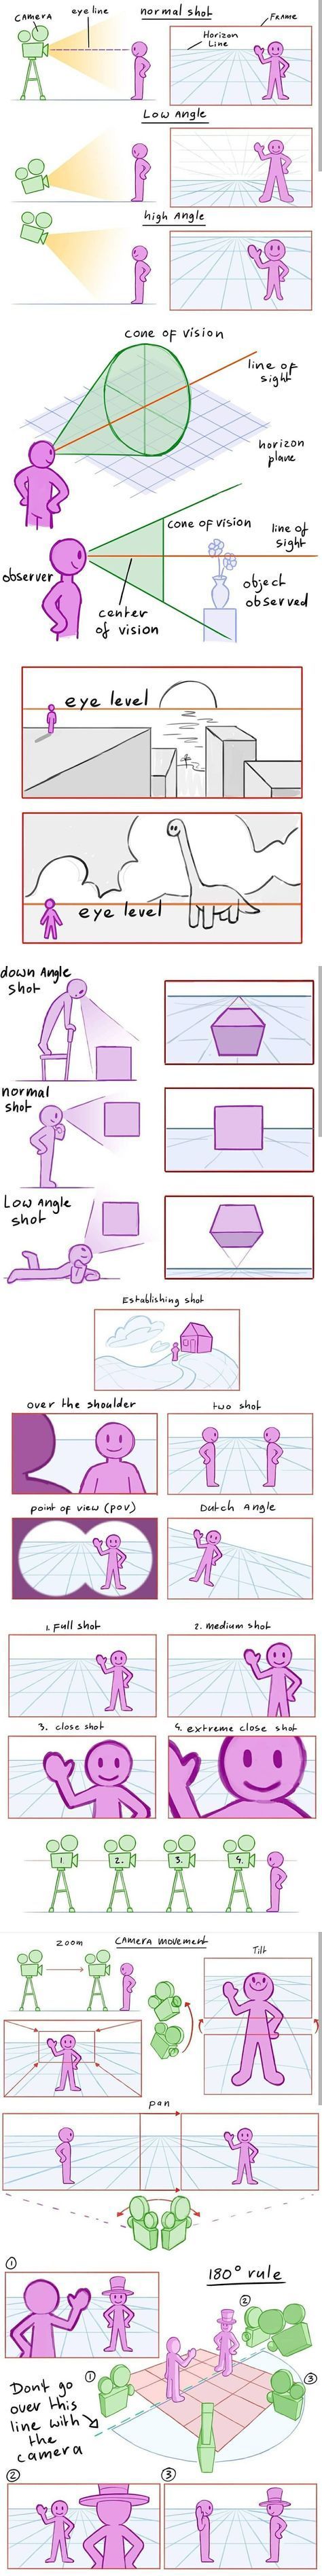 CAMERA
eye line
normal shot
FRAME
Horizon
Line
Low Angle
high Angle
cone of vision
line of
sight
horizon
plane
cone of vision
line of
sight
observer
object
observed
center
of vision
eye level
eye level
down Angle
shot
normal
shot
Low Angle
shot
Establishing shot
over the shoulder
two shot
point of view (pov)
Dutch Angle
1. Full shot
2. medium shot
3. close shot
4. extreme close shot
1.
2.
3.
4.
CAMERA MOVEMENT
zoom
Tilt
pan
1
180° rule
2
1
3
Dont go
over this
line with
the
camera
2
3